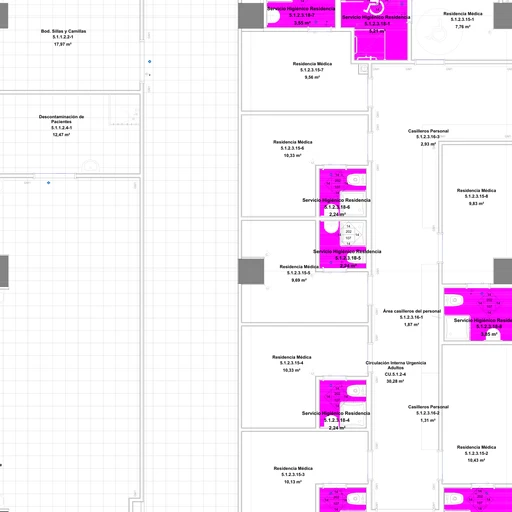 Servicio Higiénico Residencia
5.1.2.3.18-7
3,55 m²
Servicio Higiénico Residencia
5.1.2.3.18-1
5,21 m²
Residencia Médica
5.1.2.3.15-1
7,76 m²
Bod. Sillas y Camillas
5.1.1.2.2-1
17,97 m²
Residencia Médica
5.1.2.3.15-7
9,56 m²
Descontaminación de
Pacientes
5.1.1.2.4-1
12,47 m²
Residencia Médica
5.1.2.3.15-6
10,33 m²
Casilleros Personal
5.1.2.3.16-3
2,93 m²
Residencia Médica
5.1.2.3.15-8
9,83 m²
Servicio Higiénico Residencia
5.1.2.3.18-6
2,24 m²
Servicio Higiénico Residencia
5.1.2.3.18-5
Residencia Médica
5.1.2.3.15-5
9,69 m²
Área casilleros del personal
5.1.2.3.16-1
1,87 m²
Servicio Higiénico Residencia
Residencia Médica
5.1.2.3.15-4
10,33 m²
Circulación Interna Urgenicia
Adultos
CU.5.1.2-4
30,28 m²
Servicio Higiénico Residencia
5.1.2.3.18-4
2,24 m²
Casilleros Personal
5.1.2.3.16-2
1,31 m²
Residencia Médica
5.1.2.3.15-2
10,43 m²
Residencia Médica
5.1.2.3.15-3
10,13 m²